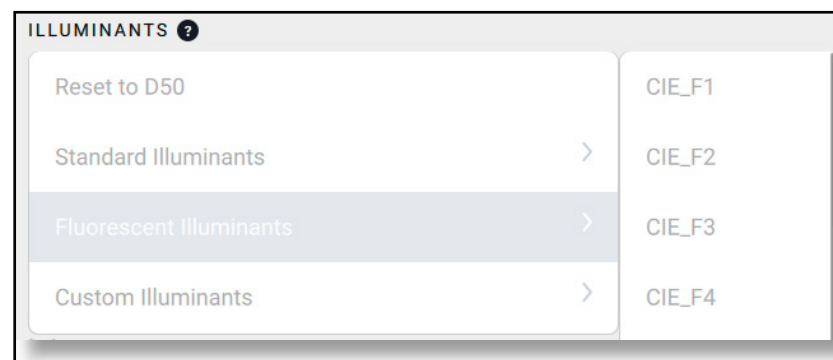 ILLUMINANTS ?
Reset to D50
Standard Illuminants
Fluorescent Illuminants
Custom Illuminants
CIE_F1
CIE_F2
CIE_F3
CIE_F4